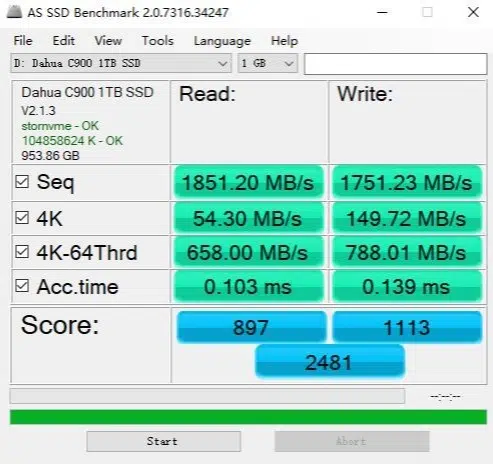 AS SSD Benchmark 2.0.7316.34247
File Edit View Tools Language Help
D: Dahua C900 1TB SSD 1 GB
Dahua C900 1TB SSD
V2.1.3
stornvme - OK
104858624 K - OK
953.86 GB
Read: Write:
Seq 1851.20 MB/s 1751.23 MB/s
4K 54.30 MB/s 149.72 MB/s
4K-64Thrd 658.00 MB/s 788.01 MB/s
Acc.time 0.103 ms 0.139 ms
Score: 897 1113
2481
--:--:--
Start Abort